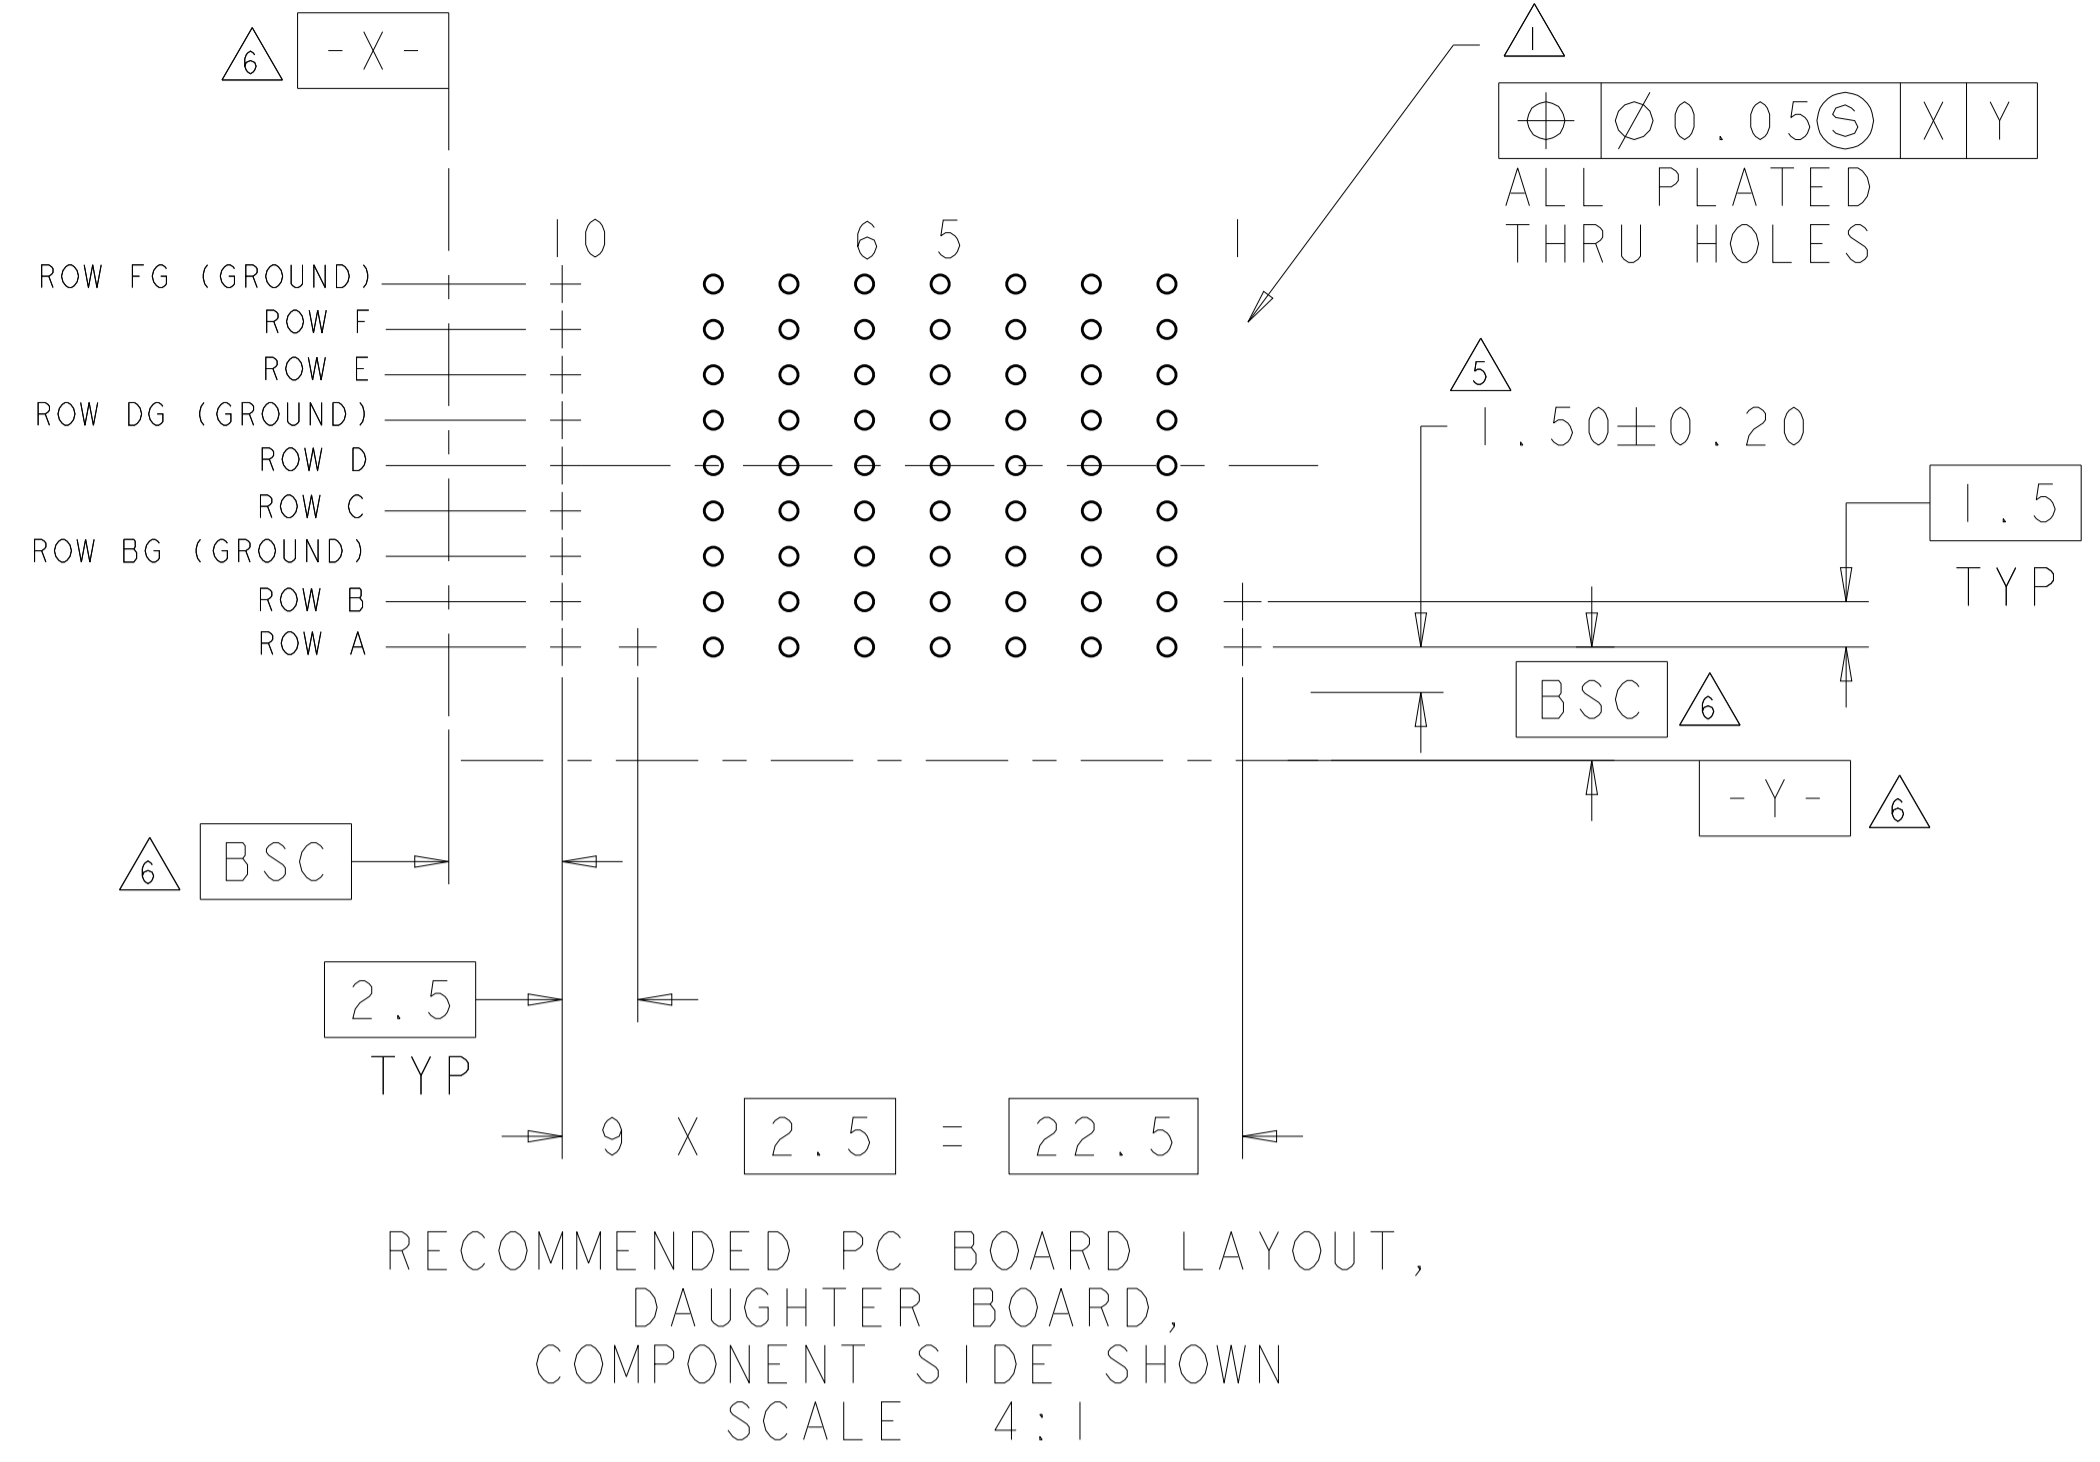 6 -X-
1
⌖ Ø0.05Ⓢ X Y
ALL PLATED
THRU HOLES
10 6 5 1
ROW FG (GROUND)
ROW F
ROW E
ROW DG (GROUND)
ROW D
ROW C
ROW BG (GROUND)
ROW B
ROW A
5
1.50±0.20
1.5
TYP
BSC 6
-Y- 6
6 BSC
2.5
TYP
9 X 2.5 = 22.5
RECOMMENDED PC BOARD LAYOUT,
DAUGHTER BOARD,
COMPONENT SIDE SHOWN
SCALE 4:1